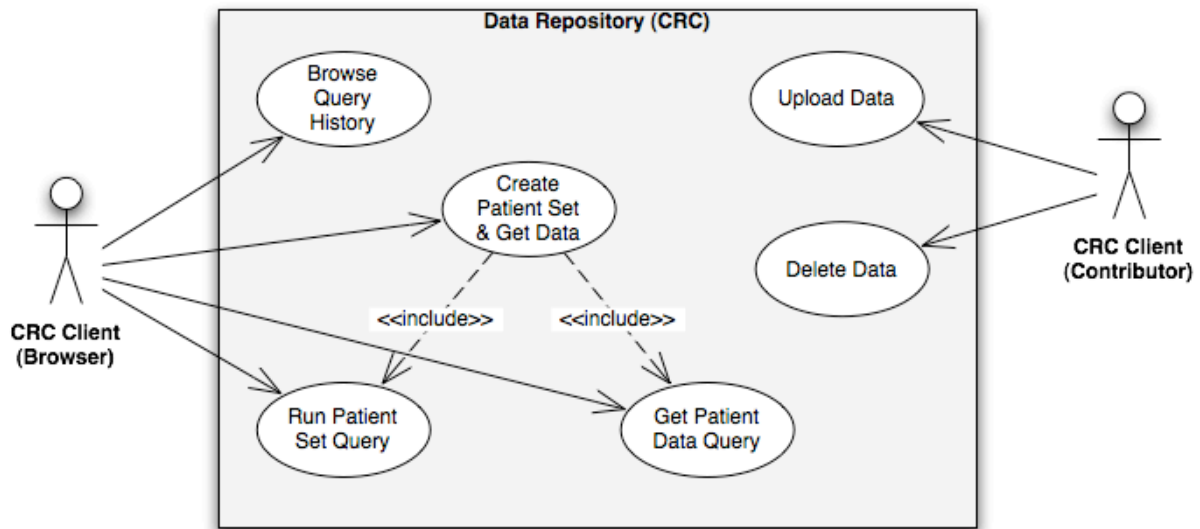 Data Repository (CRC)
Browse
Query
History
Upload Data
Create
Patient Set
& Get Data
CRC Client
(Contributor)
Delete Data
<<include>>
<<include>>
CRC Client
(Browser)
Run Patient
Set Query
Get Patient
Data Query